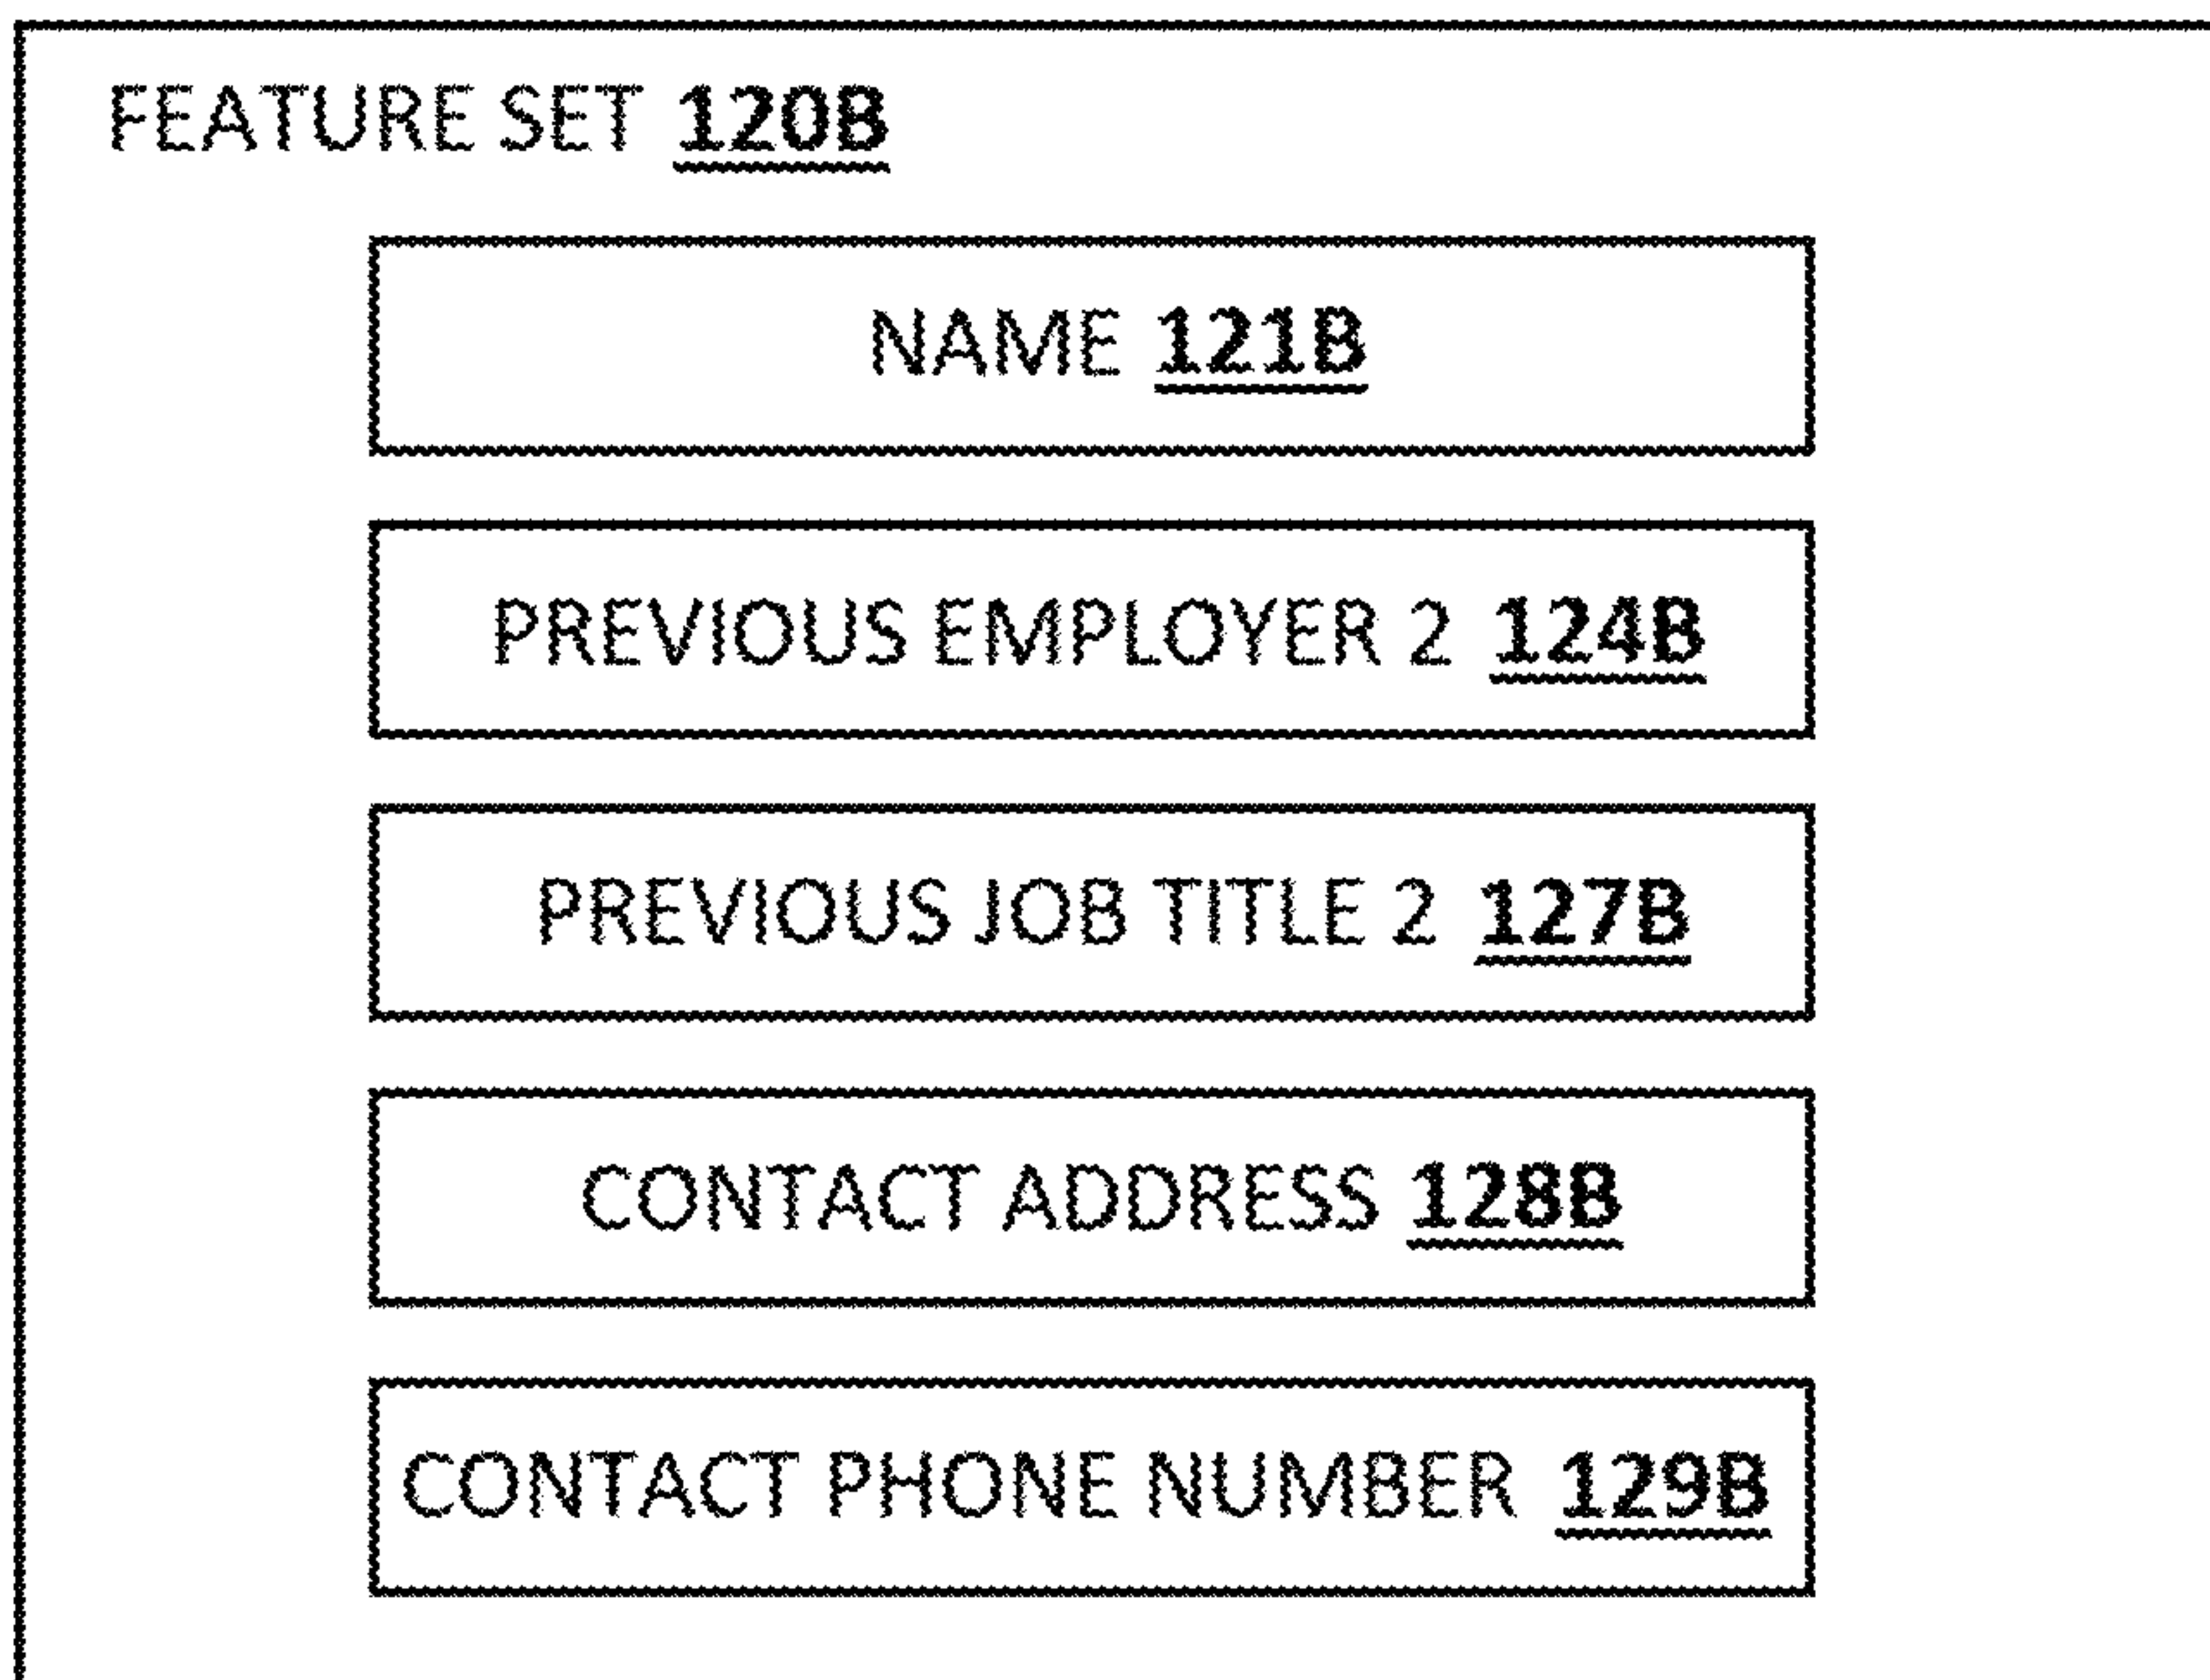 FEATURE SET 120B
NAME 121B
PREVIOUS EMPLOYER 2 124B
PREVIOUS JOB TITLE 2 127B
CONTACT ADDRESS 128B
CONTACT PHONE NUMBER 129B